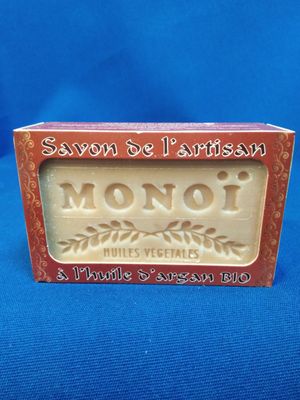 Savon de l'artisan
MONOÏ
HUILES VÉGÉTALES
à l'huile d'argan BIO